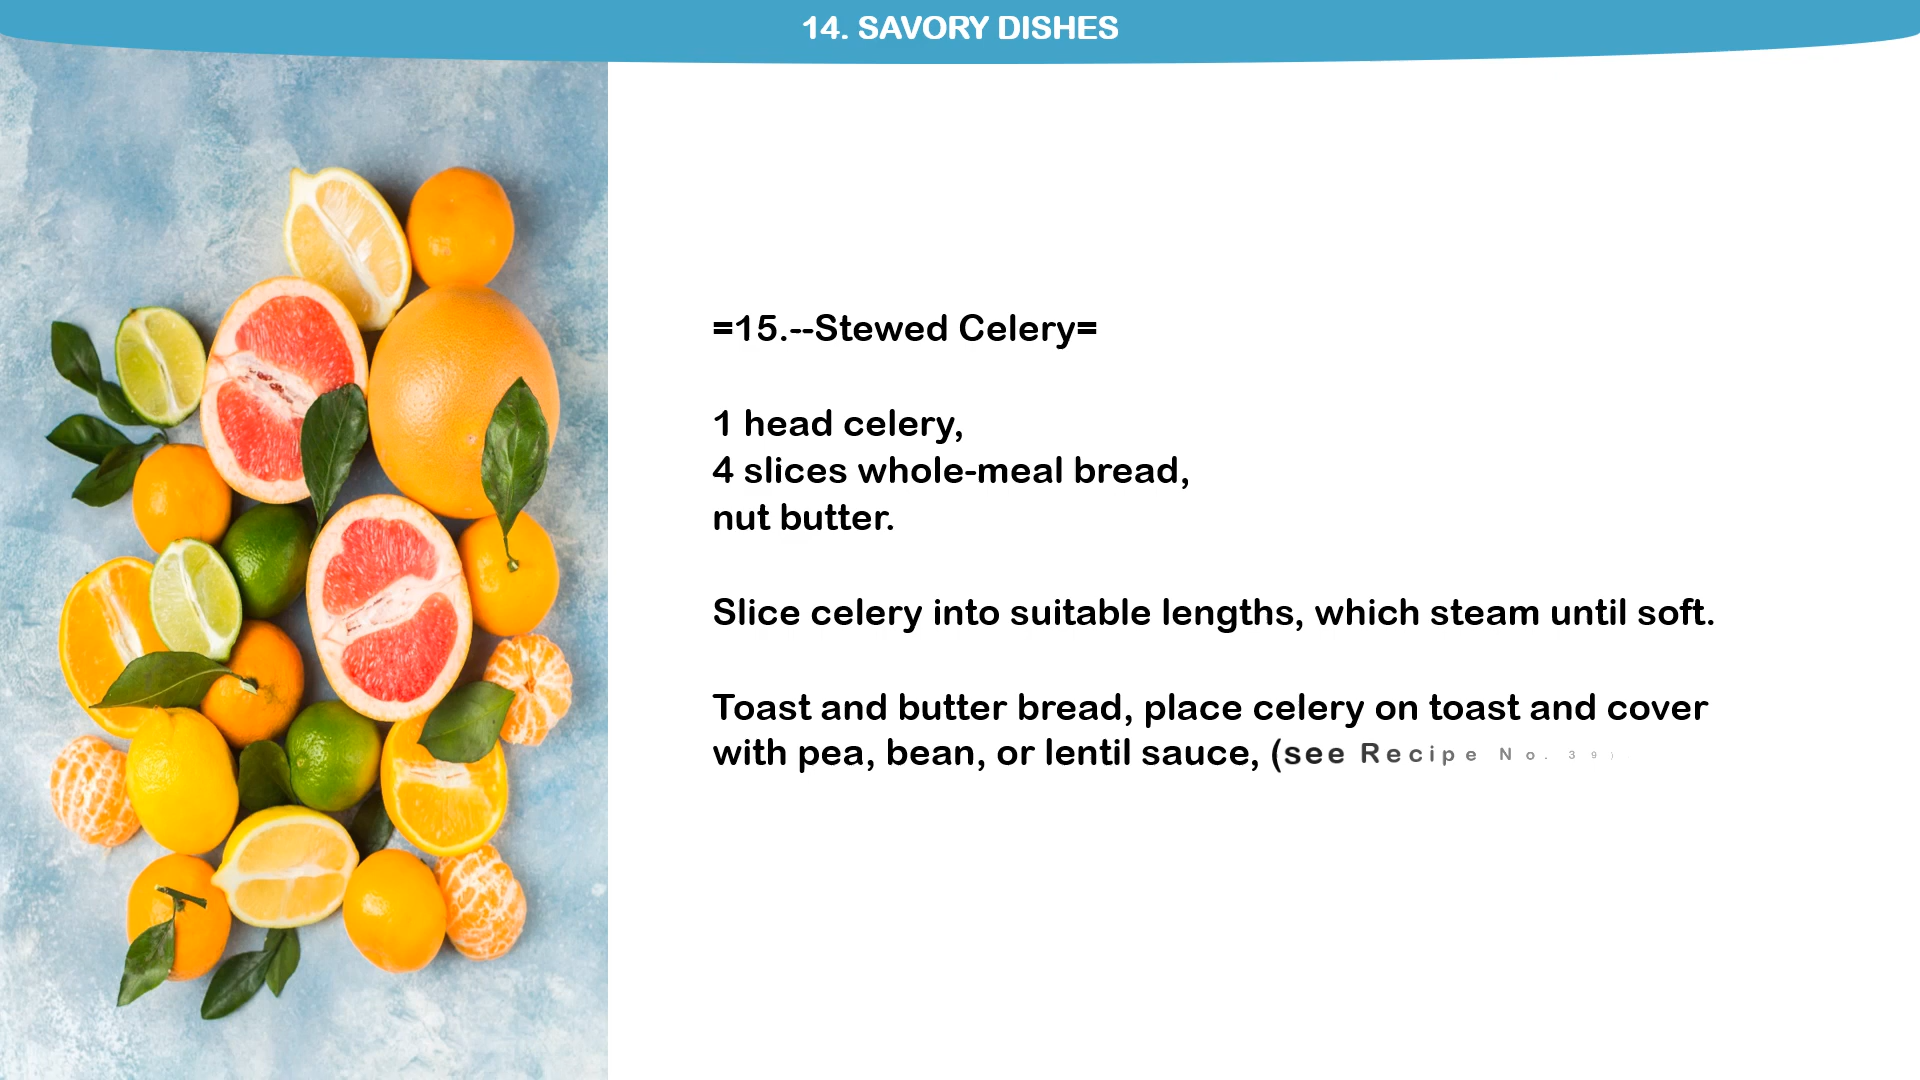 14. SAVORY DISHES
=15.--Stewed Celery=
1 head celery,
4 slices whole-meal bread,
nut butter.
Slice celery into suitable lengths, which steam until soft.
Toast and butter bread, place celery on toast and cover
with pea, bean, or lentil sauce, (see Recipe No. 39)